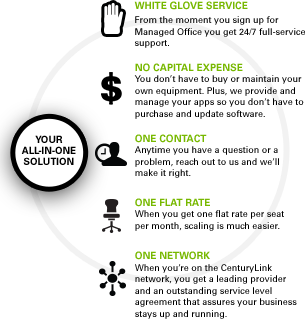 WHITE GLOVE SERVICE
From the moment you sign up for
Managed Office you get 24/7 full-service
support.
NO CAPITAL EXPENSE
You don't have to buy or maintain your
own equipment. Plus, we provide and
manage your apps so you don't have to
purchase and update software.
YOUR
ALL-IN-ONE
SOLUTION
ONE CONTACT
Anytime you have a question or a
problem, reach out to us and we'll
make it right.
ONE FLAT RATE
When you get one flat rate per seat
per month, scaling is much easier.
ONE NETWORK
When you're on the CenturyLink
network, you get a leading provider
and an outstanding service level
agreement that assures your business
stays up and running.